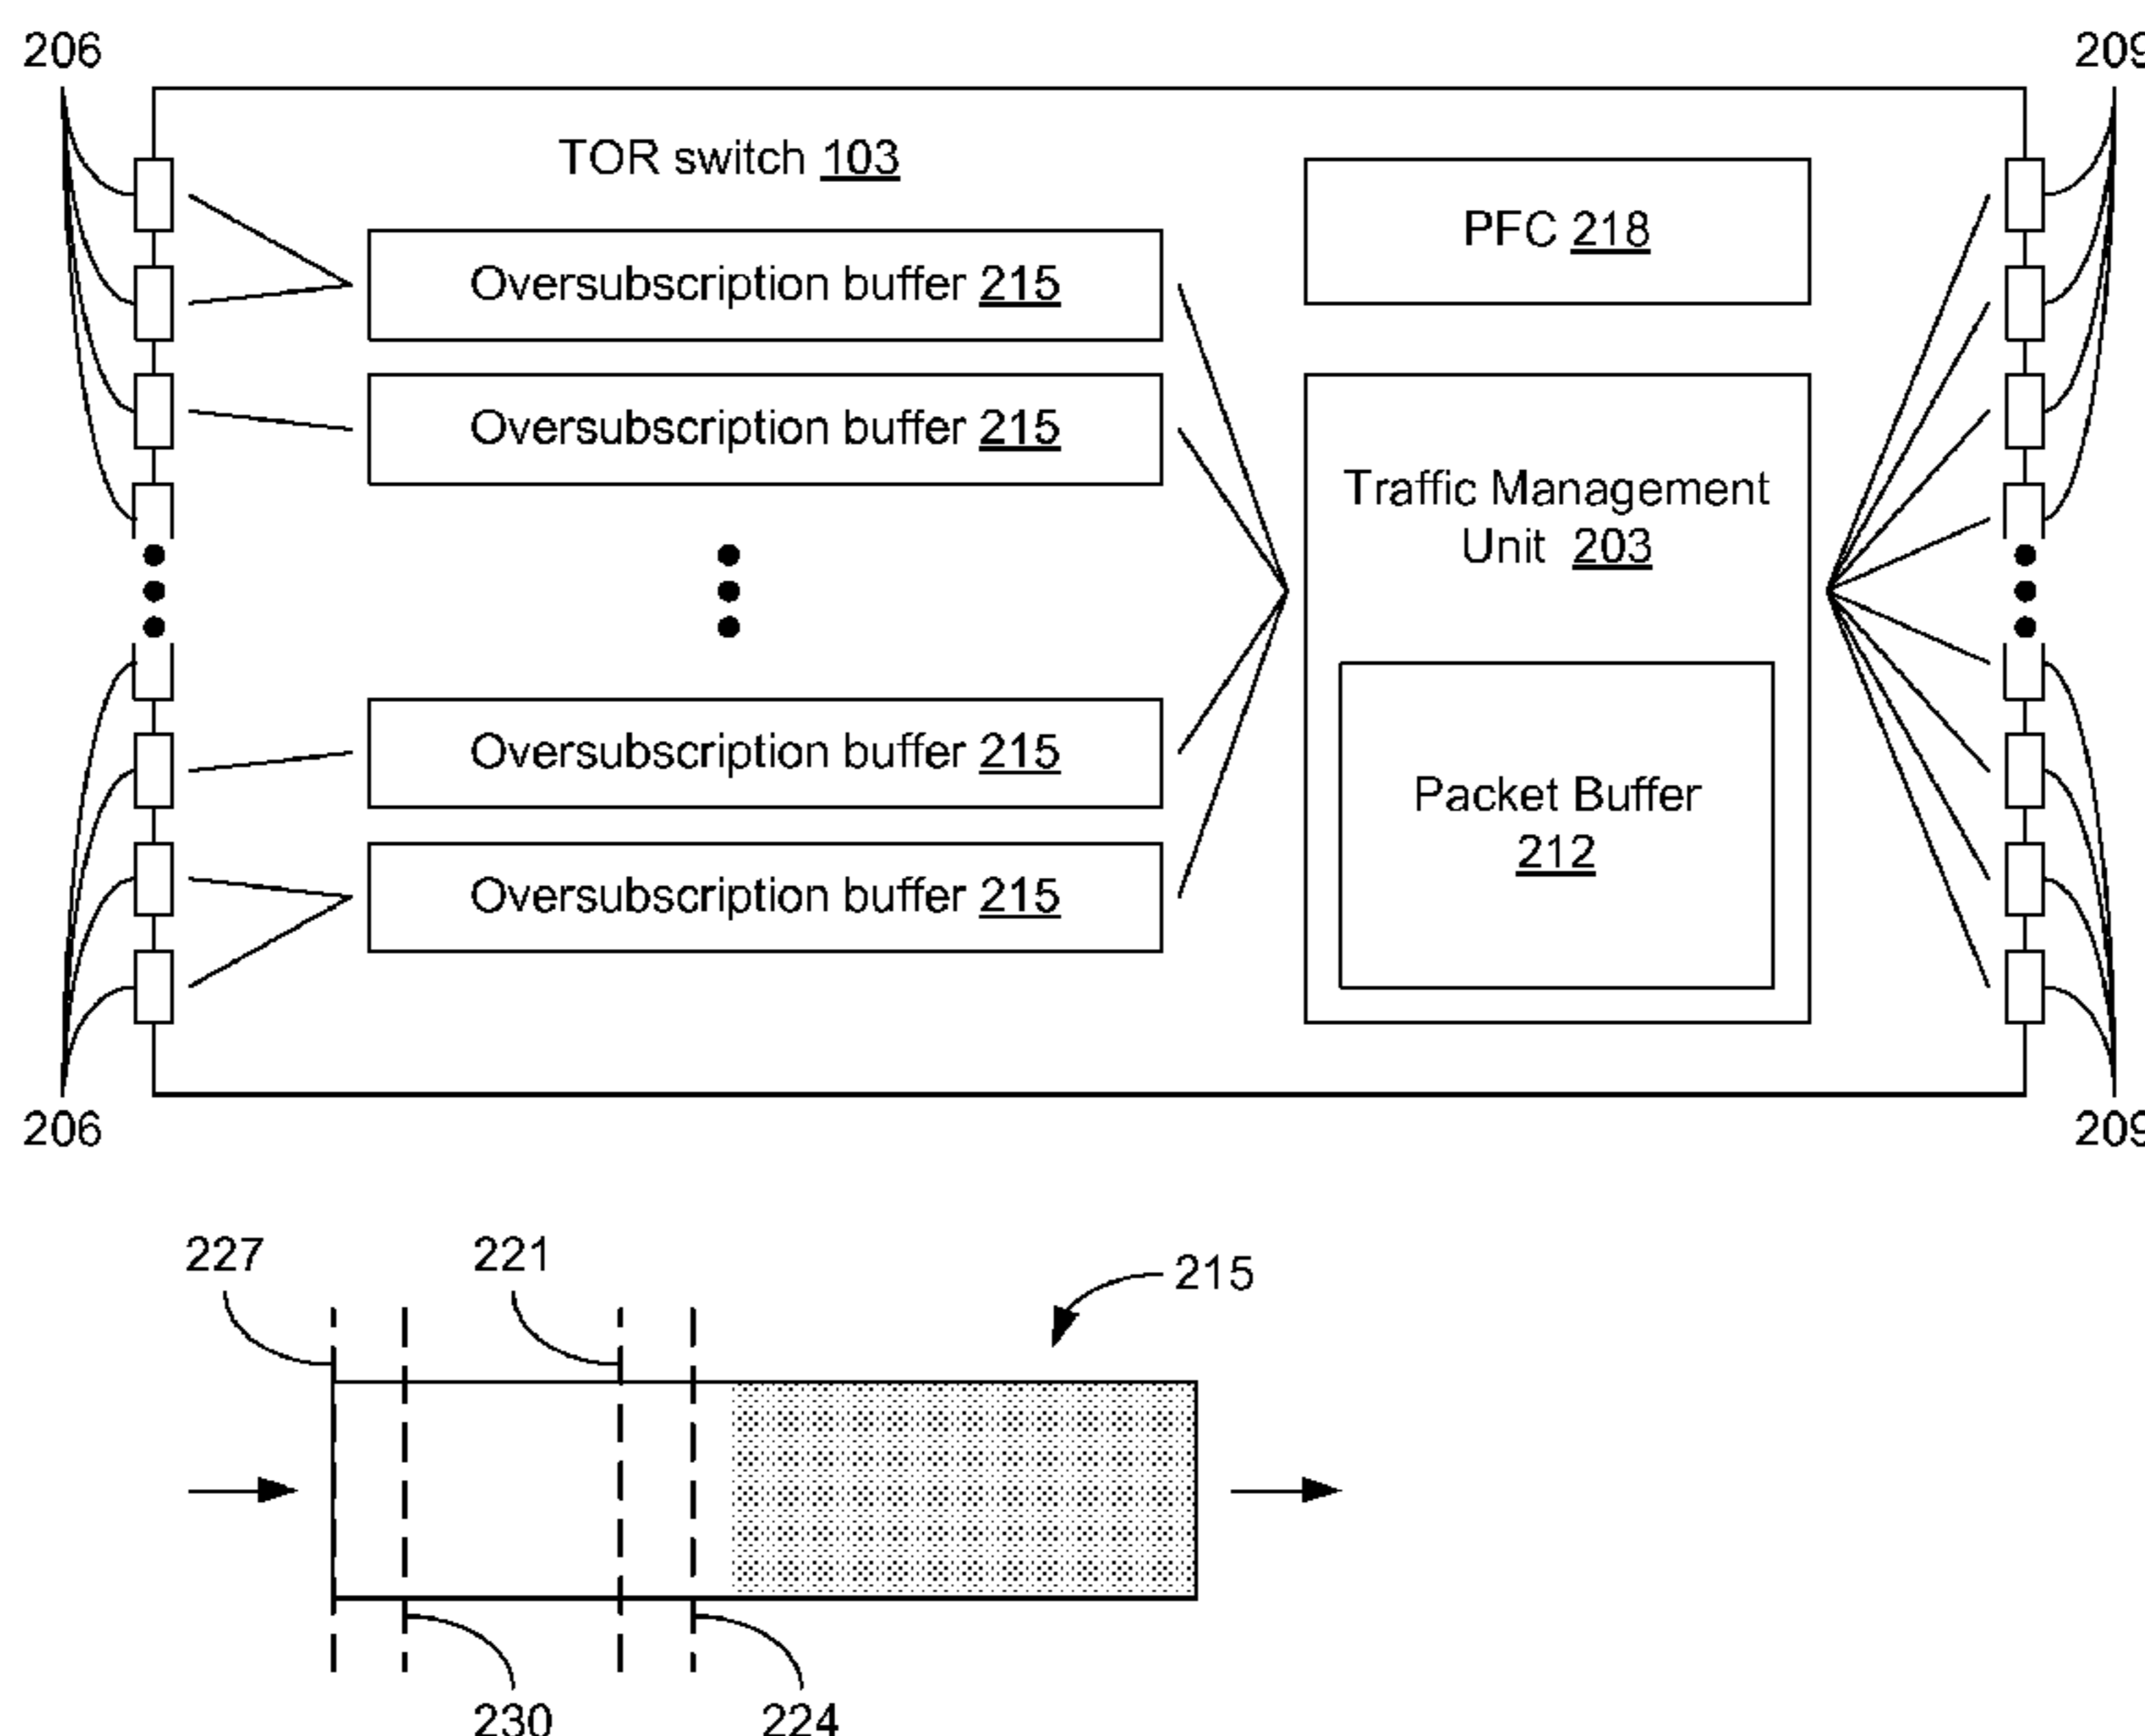 206
209
TOR switch 103
PFC 218
Oversubscription buffer 215
Oversubscription buffer 215
Traffic Management
Unit 203
Oversubscription buffer 215
Packet Buffer
212
Oversubscription buffer 215
206
209
227
221
215
230
224